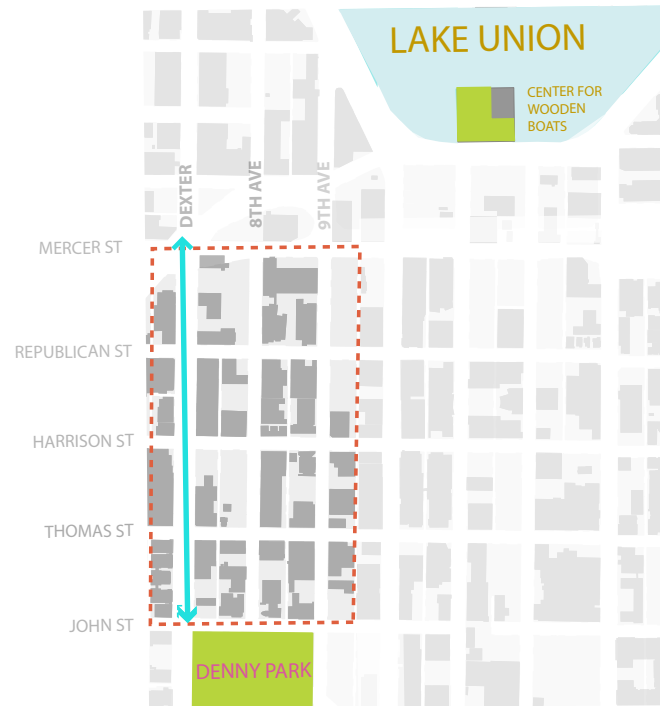 LAKE UNION
CENTER FOR
WOODEN
BOATS
DEXTER
8TH AVE
9TH AVE
MERCER ST
REPUBLICAN ST
HARRISON ST
THOMAS ST
JOHN ST
DENNY PARK